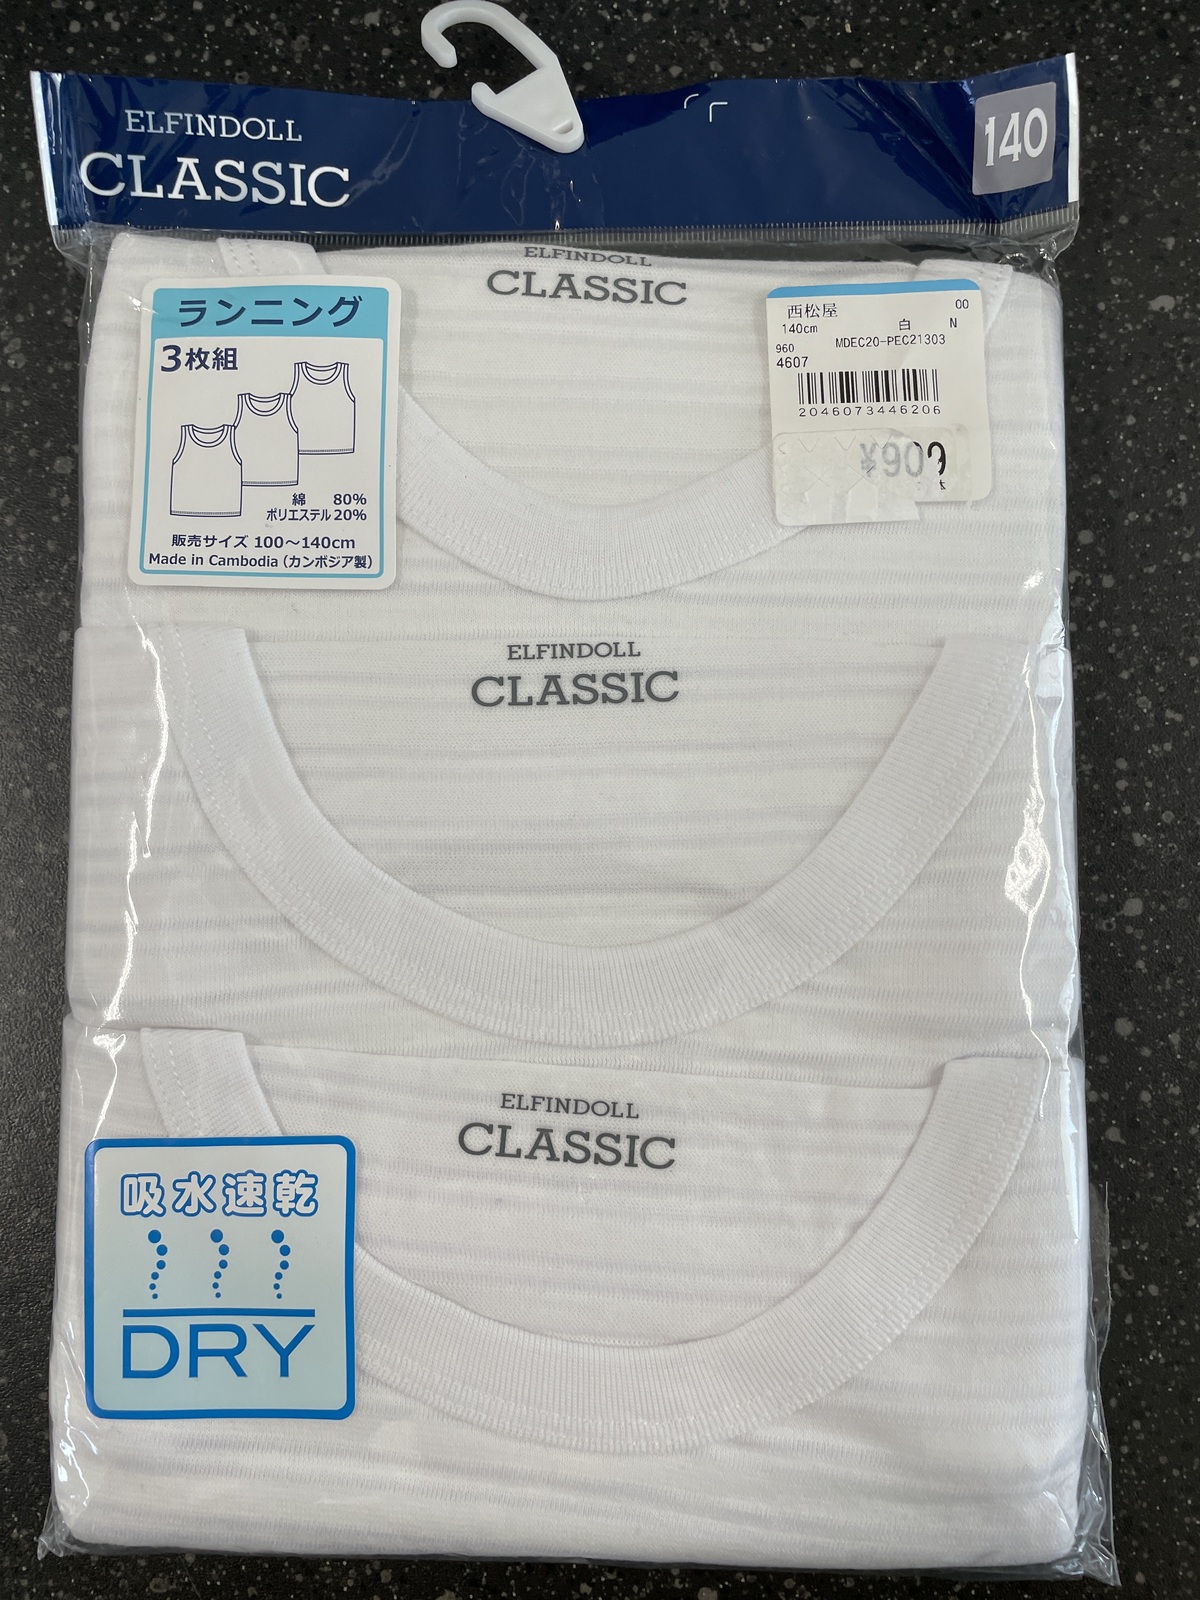 ELFINDOLL
CLASSIC
140
ELFINDOLL
CLASSIC
ランニング
3枚組
綿 80%
ポリエステル 20%
販売サイズ 100〜140cm
Made in Cambodia (カンボジア製)
西松屋 00
140cm 白 N
960 MDEC20-PEC21303
4607
2046073446206
ELFINDOLL
CLASSIC
ELFINDOLL
CLASSIC
吸水速乾
DRY